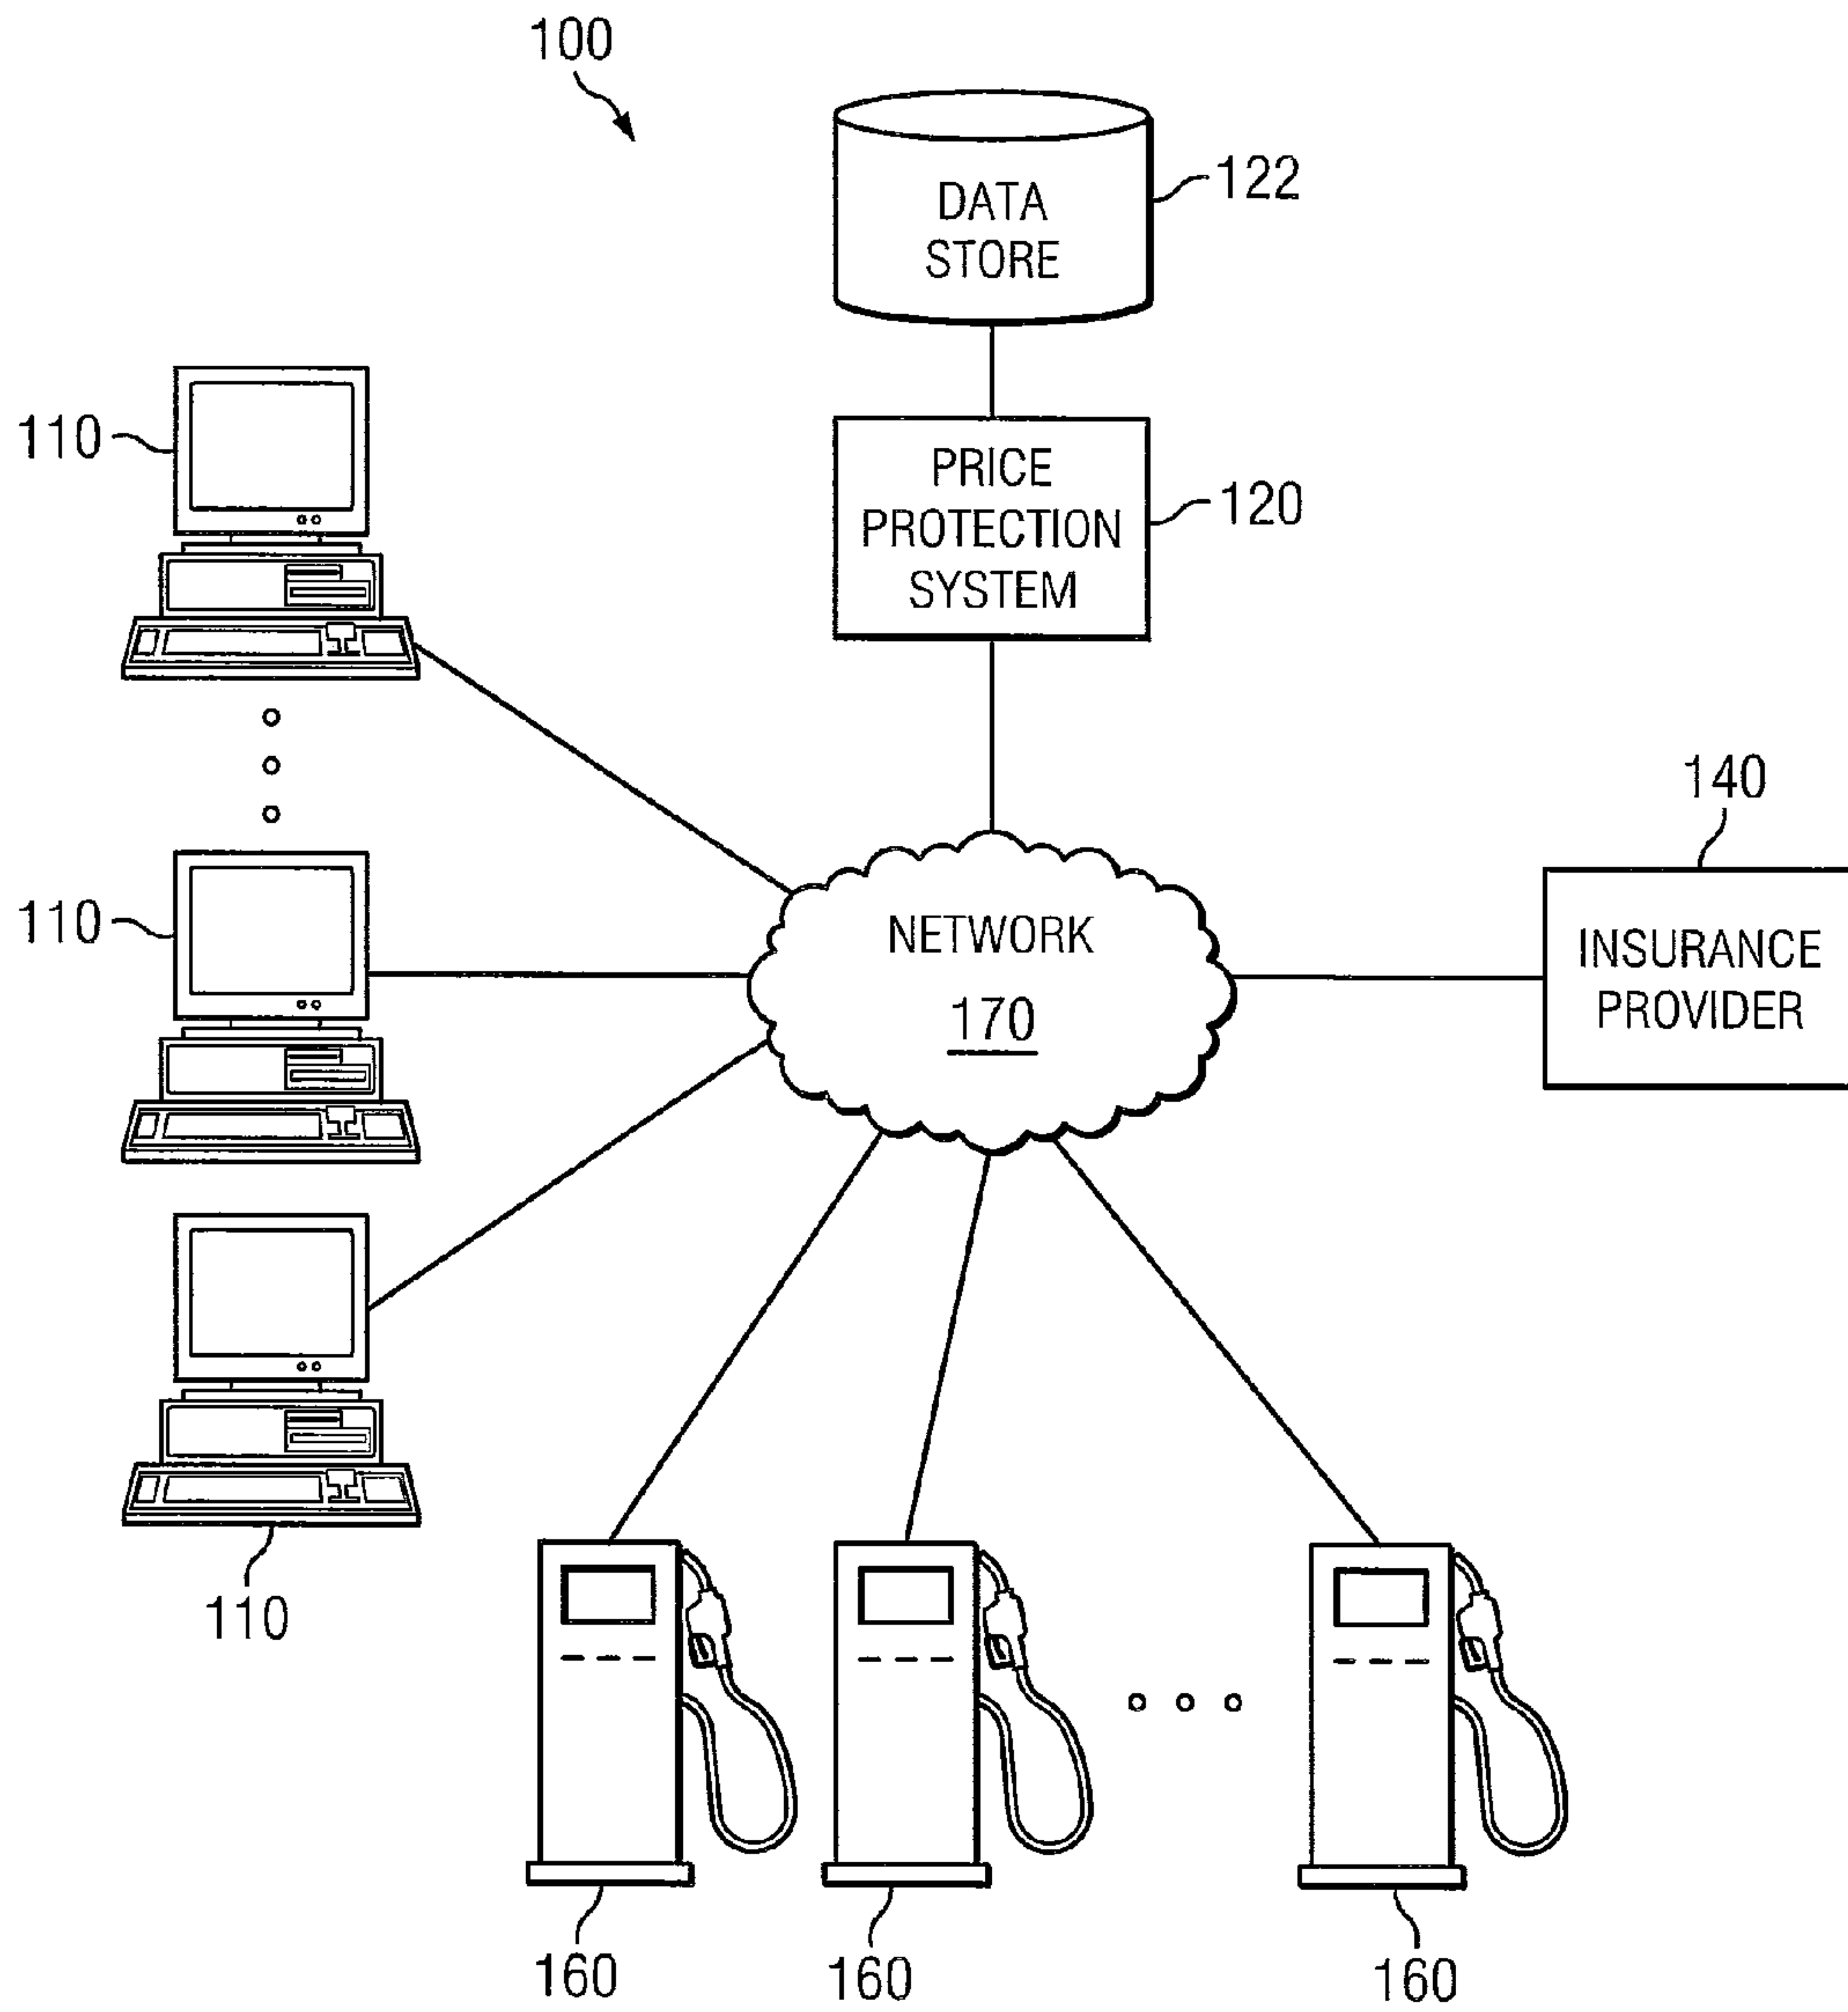 100
DATA
STORE
122
110
PRICE
PROTECTION
SYSTEM
120
140
110
NETWORK
170
INSURANCE
PROVIDER
110
160
160
160